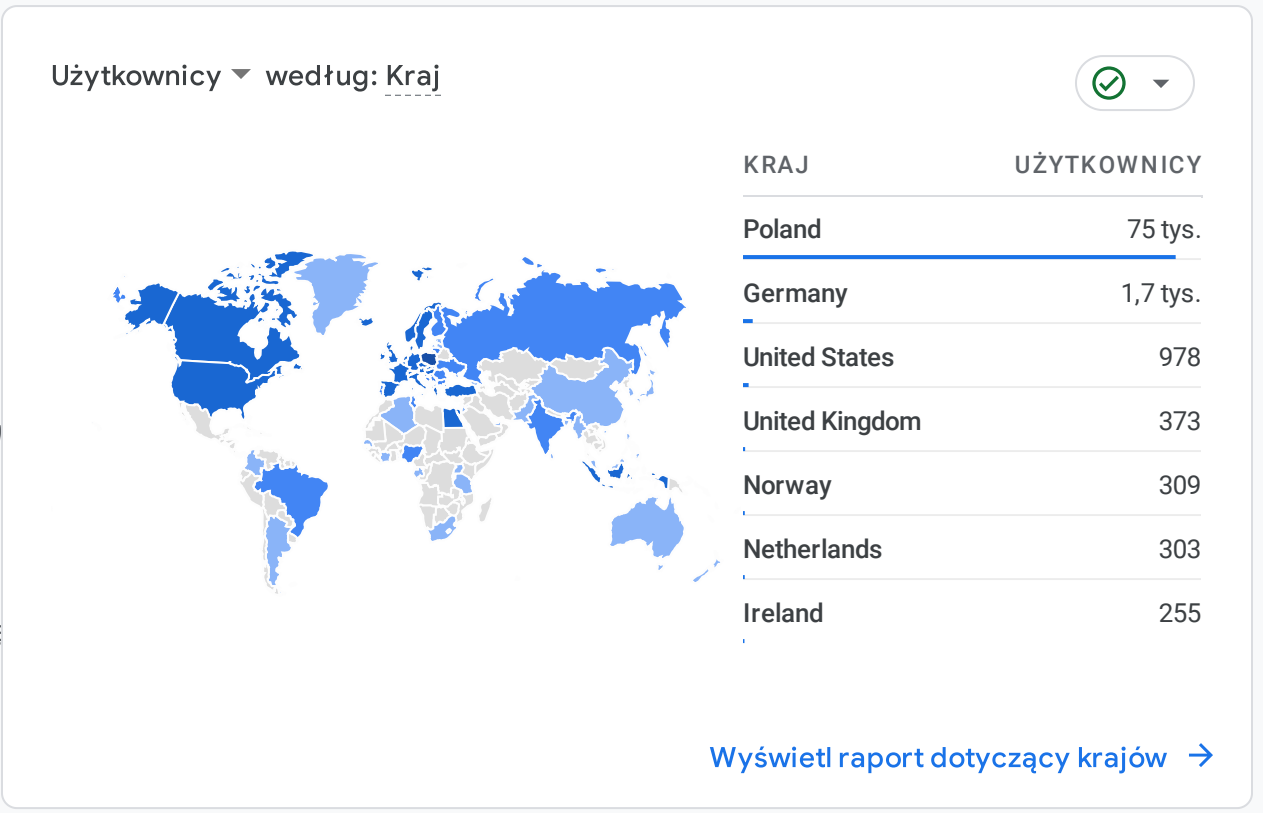 Użytkownicy według: Kraj
KRAJ UŻYTKOWNICY
Poland 75 tys.
Germany 1,7 tys.
United States 978
United Kingdom 373
Norway 309
Netherlands 303
Ireland 255
Wyświetl raport dotyczący krajów